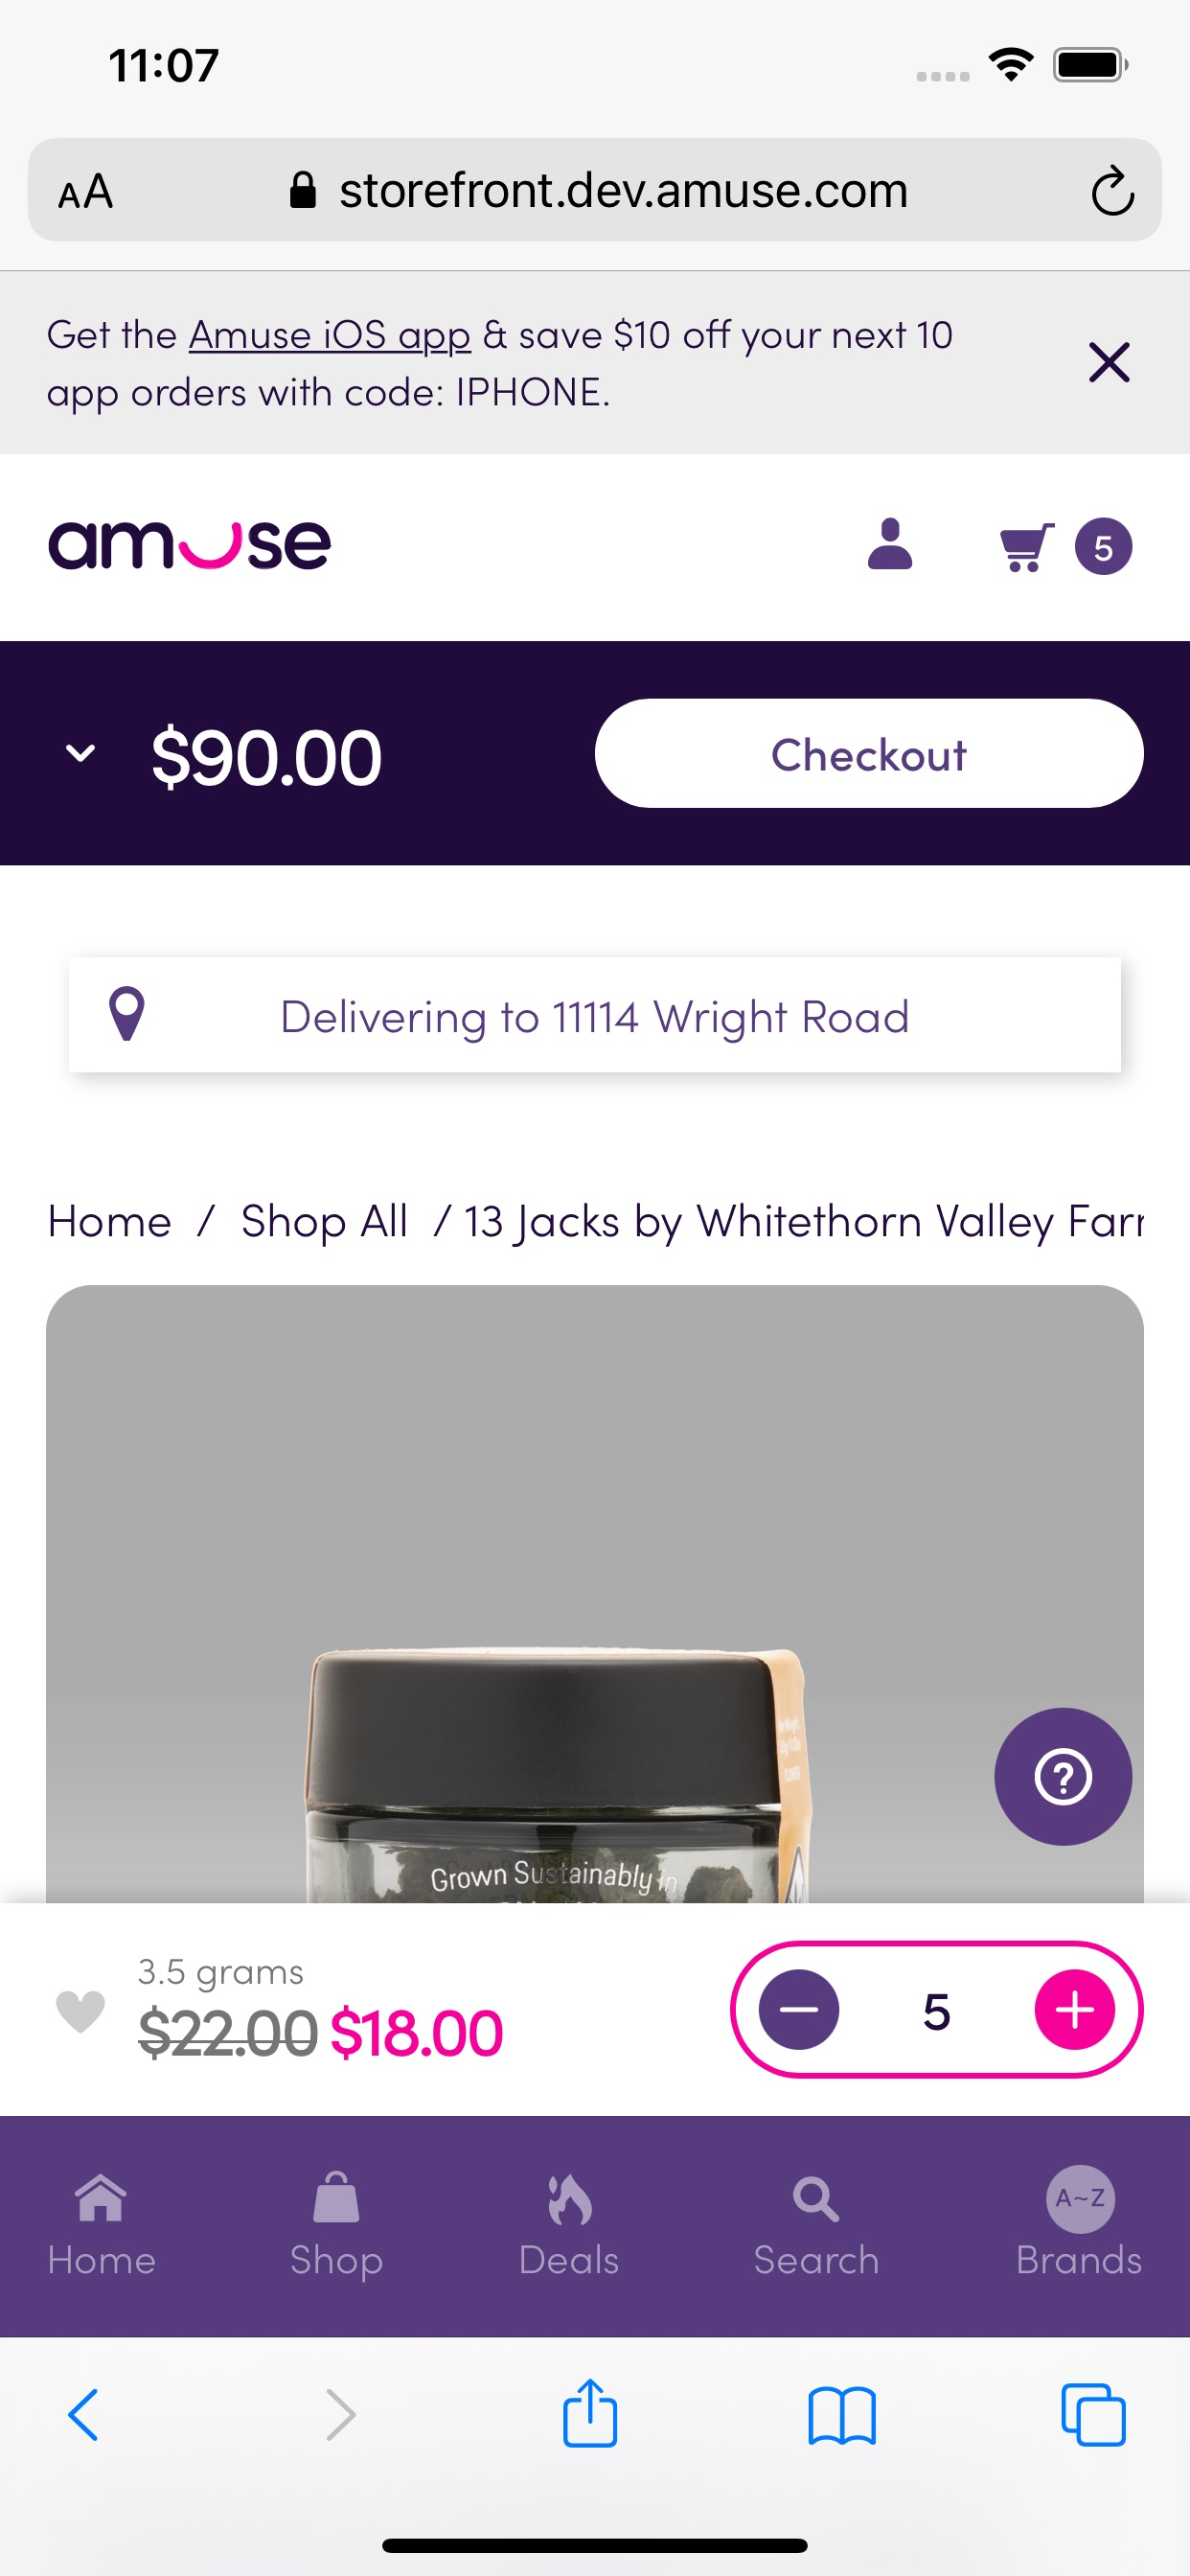 11:07
AA storefront.dev.amuse.com
Get the Amuse iOS app & save $10 off your next 10
app orders with code: IPHONE.
amuse
5
$90.00 Checkout
Delivering to 11114 Wright Road
Home / Shop All / 13 Jacks by Whitethorn Valley Farr
Grown Sustainably in
3.5 grams
$22.00 $18.00
5
A~Z
Home Shop Deals Search Brands